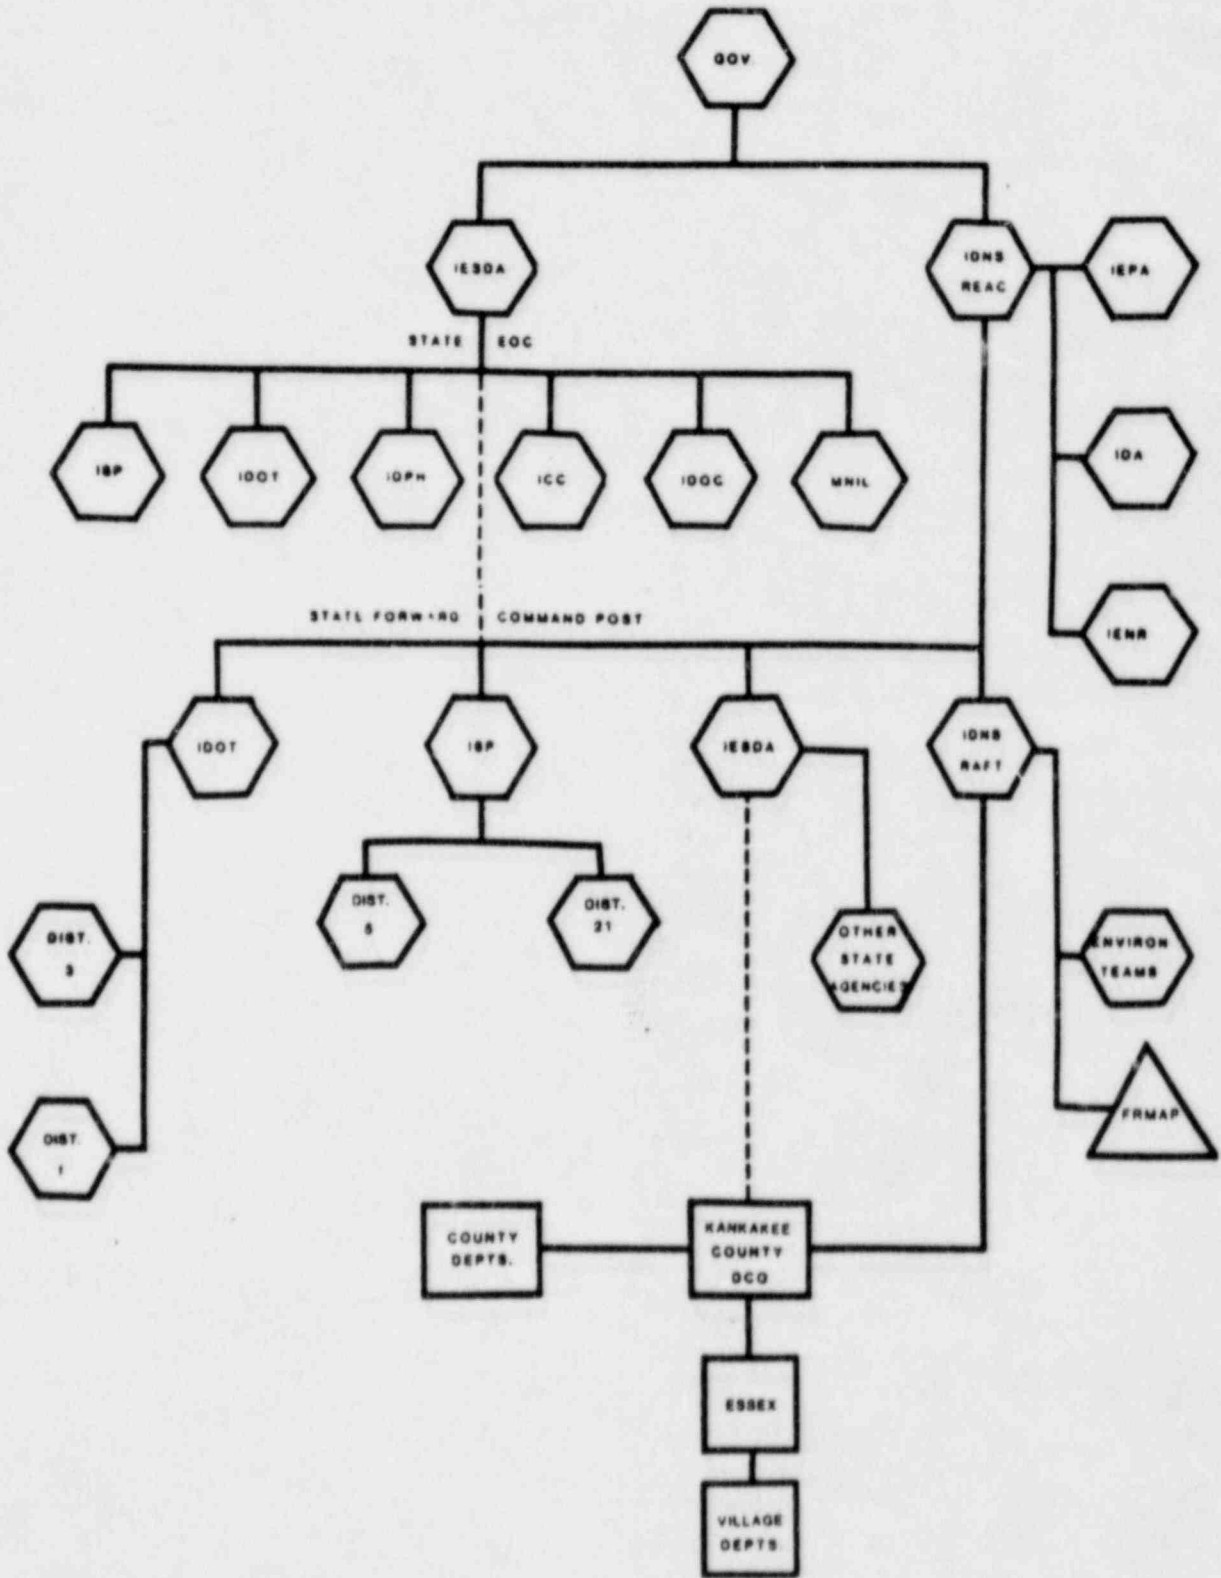 GOV.
IESDA
IDNS
REAC
IEPA
STATE EOC
ISP
IDOT
IDPH
ICC
IDOC
MNIL
IDA
IENR
STATE FORWARD COMMAND POST
IDOT
ISP
IESDA
IDNS
RAFT
DIST.
5
DIST.
21
DIST.
3
OTHER
STATE
AGENCIES
ENVIRON
TEAMS
DIST.
1
FRMAP
COUNTY
DEPTS.
KANKAKEE
COUNTY
ESSEX
VILLAGE
DEPTS.